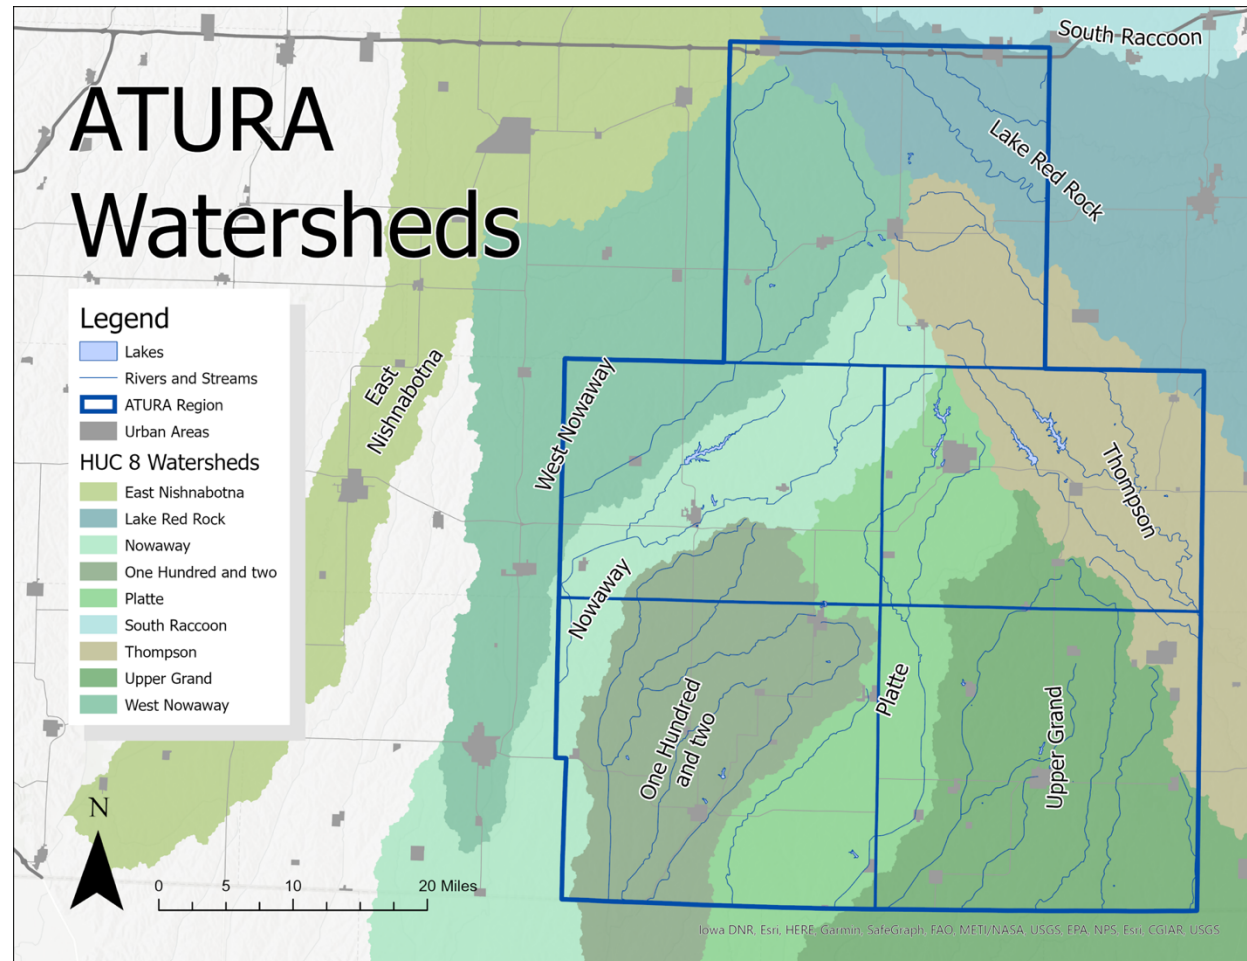 ATURA
Watersheds
South Raccoon
Lake Red Rock
Legend
Lakes
Rivers and Streams
ATURA Region
Urban Areas
HUC 8 Watersheds
East Nishnabotna
Lake Red Rock
Nowaway
One Hundred and two
Platte
South Raccoon
Thompson
Upper Grand
West Nowaway
East
Nishnabotna
West Nowaway
Thompson
Nowaway
One Hundred
and two
Platte
Upper Grand
N
0 5 10 20 Miles
Iowa DNR, Esri, HERE, Garmin, SafeGraph, FAO, METI/NASA, USGS, EPA, NPS, Esri, CGIAR, USGS